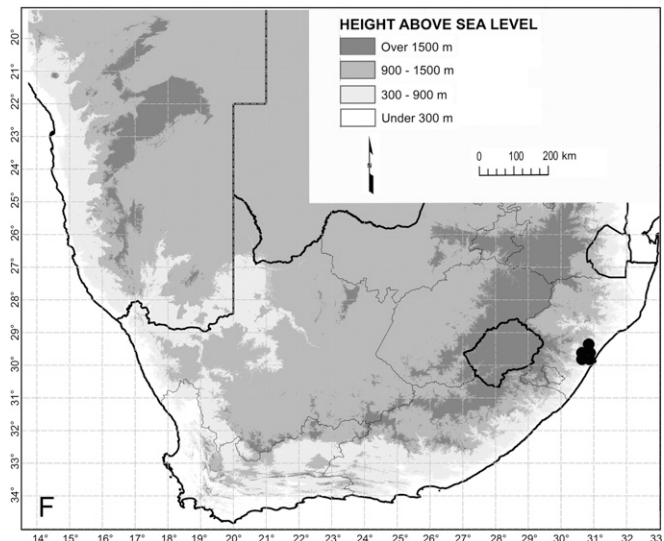 HEIGHT ABOVE SEA LEVEL
Over 1500 m
900 - 1500 m
300 - 900 m
Under 300 m
N
0 100 200 km
20°
21°
22°
23°
24°
25°
26°
27°
28°
29°
30°
31°
32°
33°
34°
F
14° 15° 16° 17° 18° 19° 20° 21° 22° 23° 24° 25° 26° 27° 28° 29° 30° 31° 32° 33°